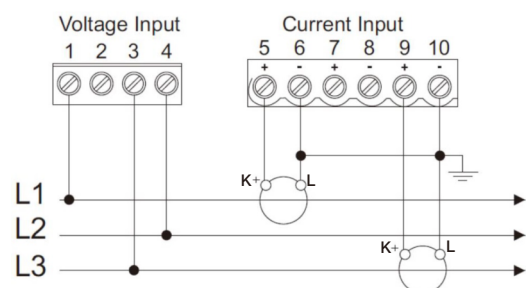 Voltage Input Current Input
1 2 3 4 5 6 7 8 9 10
+ - + - + -
K+ L
L1
L2
K+ L
L3